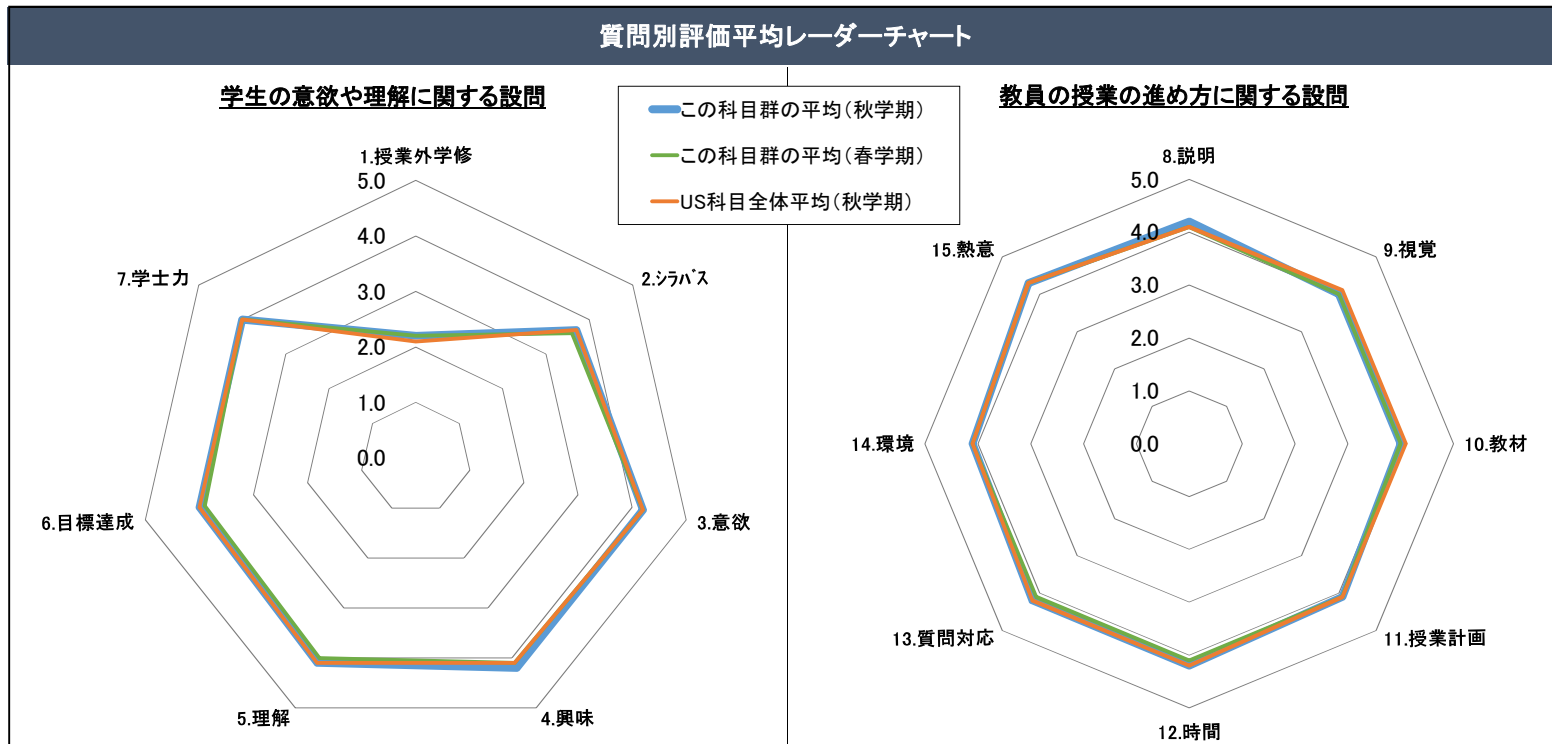 質問別評価平均レーダーチャート
学生の意欲や理解に関する設問
この科目群の平均（秋学期）
この科目群の平均（春学期）
US科目全体平均（秋学期）
教員の授業の進め方に関する設問
1.授業外学修
5.0
4.0
3.0
2.0
1.0
0.0
2.ｼﾗﾊﾞｽ
3.意欲
4.興味
5.理解
6.目標達成
7.学士力
8.説明
5.0
4.0
3.0
2.0
1.0
0.0
9.視覚
10.教材
11.授業計画
12.時間
13.質問対応
14.環境
15.熱意